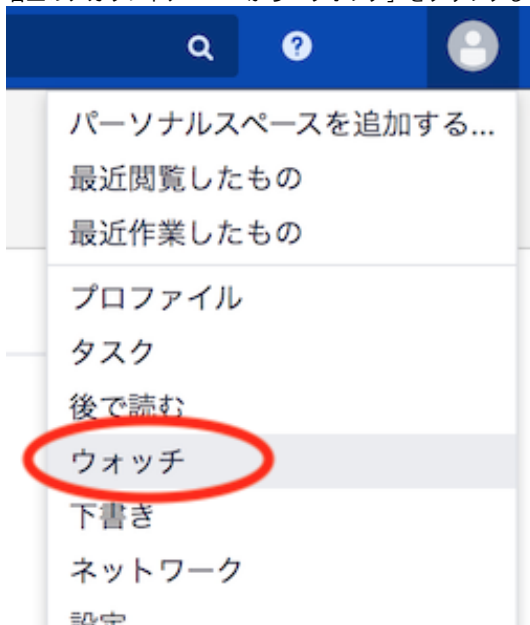 パーソナルスペースを追加する...
最近閲覧したもの
最近作業したもの
プロファイル
タスク
後で読む
ウォッチ
下書き
ネットワーク
設定